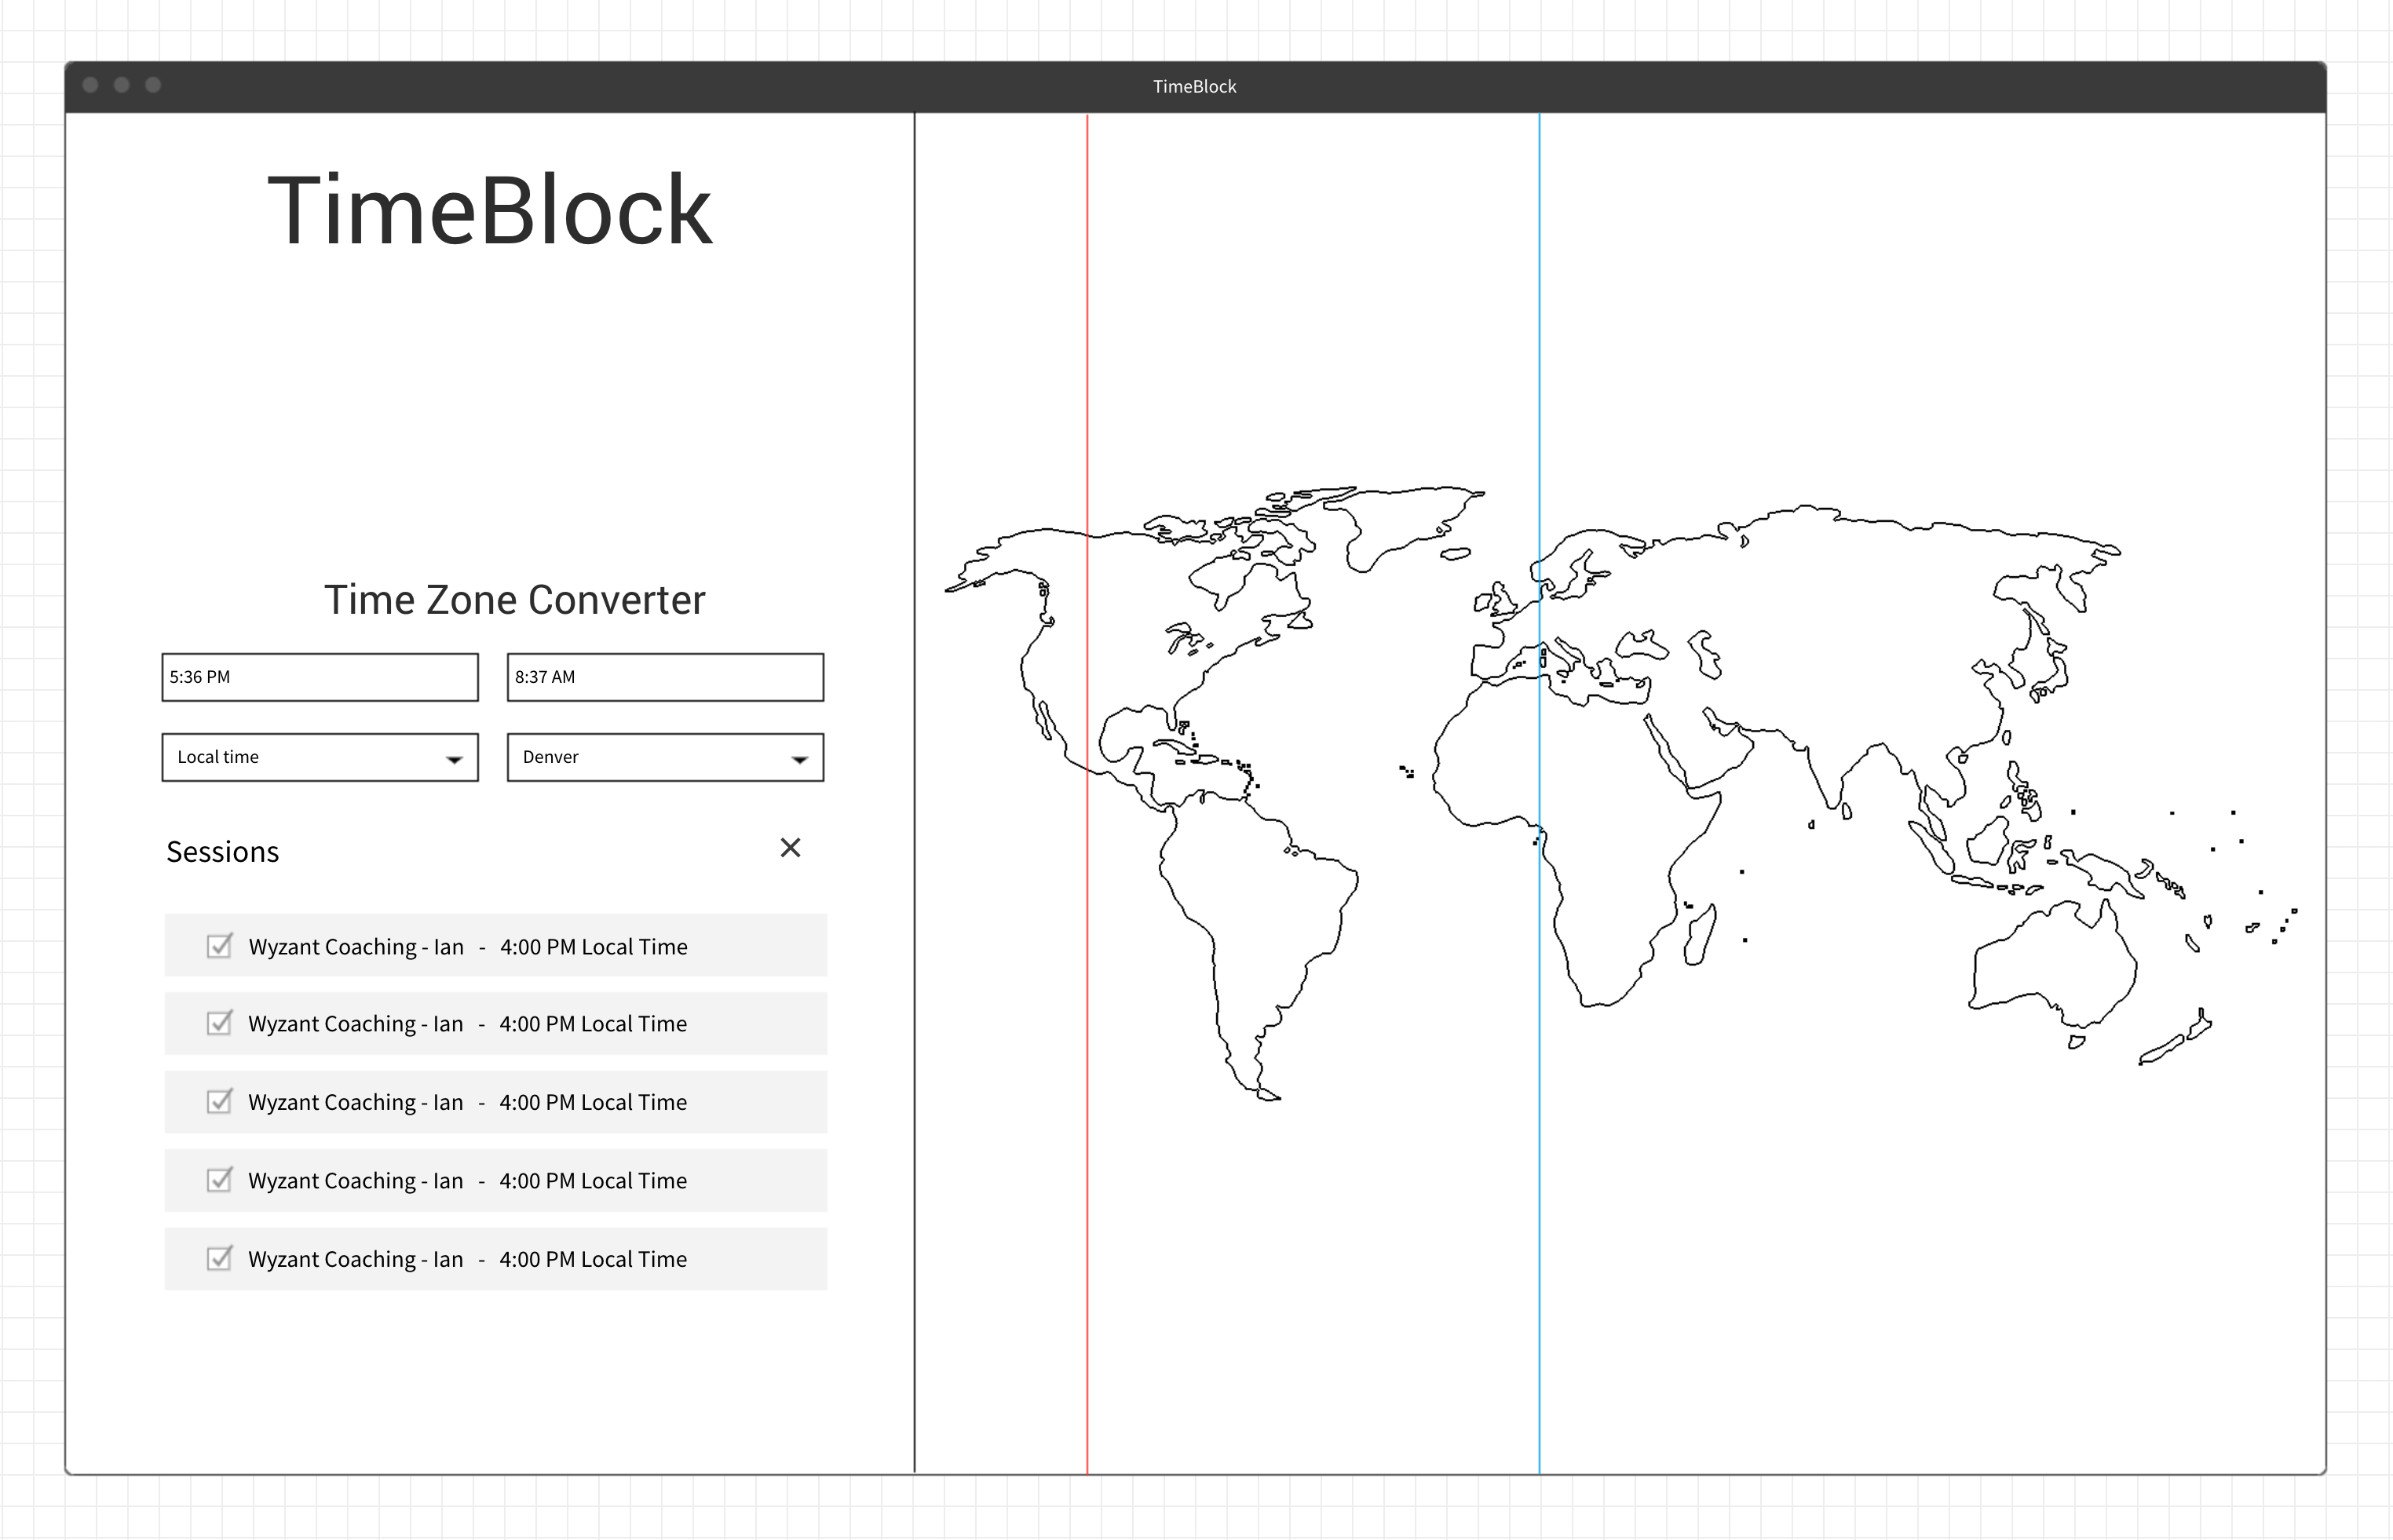 TimeBlock
TimeBlock
Time Zone Converter
5:36 PM
8:37 AM
Local time
Denver
Sessions
Wyzant Coaching - Ian - 4:00 PM Local Time
Wyzant Coaching - Ian - 4:00 PM Local Time
Wyzant Coaching - Ian - 4:00 PM Local Time
Wyzant Coaching - Ian - 4:00 PM Local Time
Wyzant Coaching - Ian - 4:00 PM Local Time